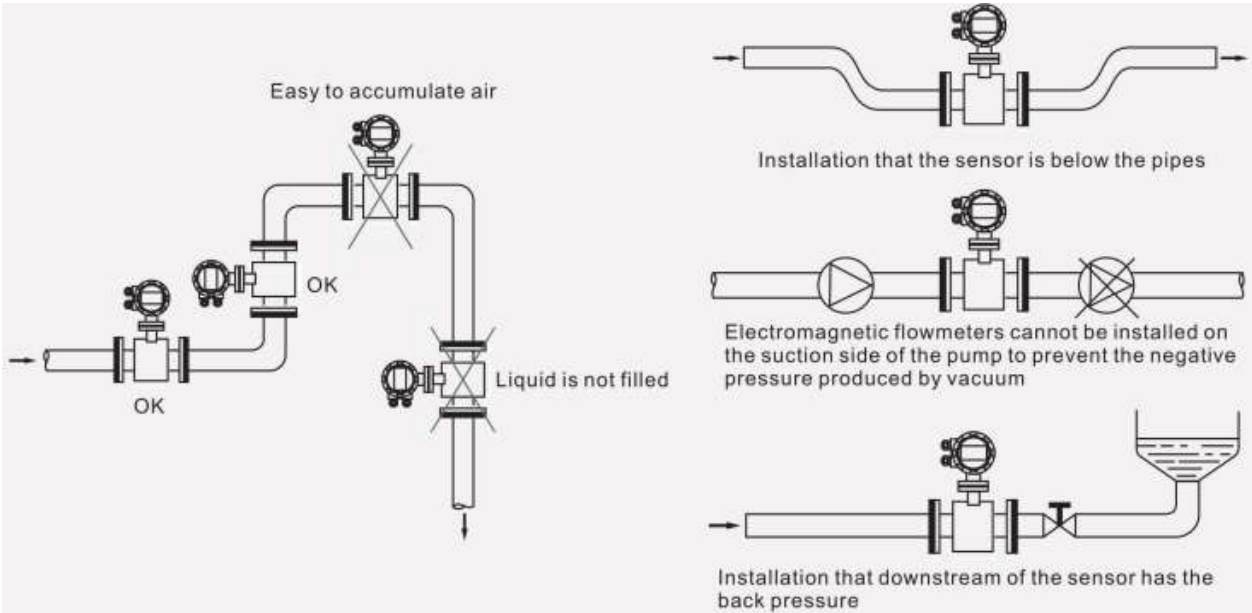 Easy to accumulate air
OK
OK
Liquid is not filled
Installation that the sensor is below the pipes
Electromagnetic flowmeters cannot be installed on
the suction side of the pump to prevent the negative
pressure produced by vacuum
Installation that downstream of the sensor has the
back pressure